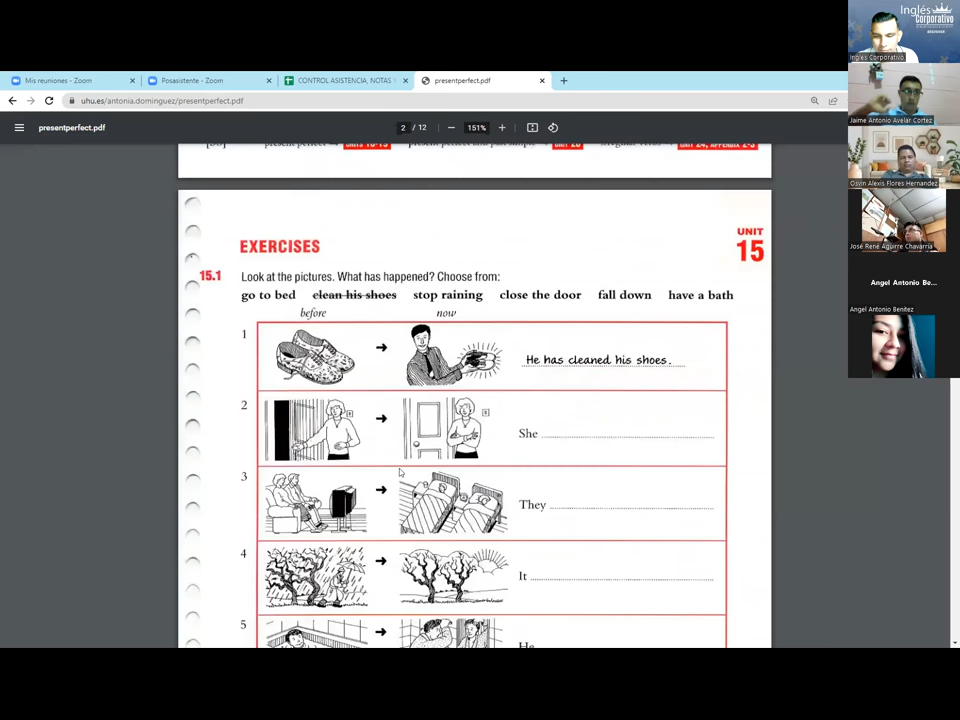 Inglés
Corporativo
Inglés Corporativo
Mis reuniones - Zoom
Posasistente - Zoom
CONTROL ASISTENCIA, NOTAS
presentperfect.pdf
uhu.es/antonia.dominguez/presentperfect.pdf
Jaime Antonio Avelar Cortez
presentperfect.pdf
2 / 12
151%
Osvin Alexis Flores Hernandez
EXERCISES
UNIT
15
José René Aguirre Chavarria
15.1 Look at the pictures. What has happened? Choose from:
go to bed clean his shoes stop raining close the door fall down have a bath
Angel Antonio Be...
Angel Antonio Benitez
before now
1
He has cleaned his shoes.
2
She
3
They
4
It
5
He